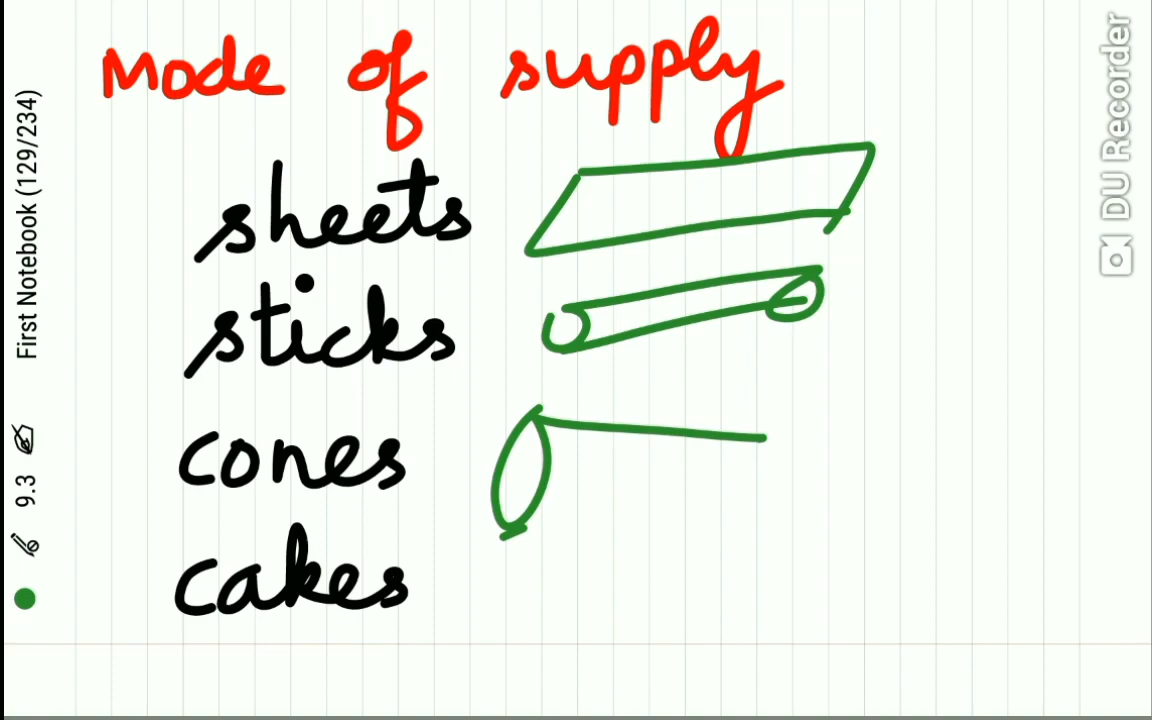 Mode of supply
sheets
sticks
cones
cakes
First Notebook (129/234)
9.3
DU Recorder